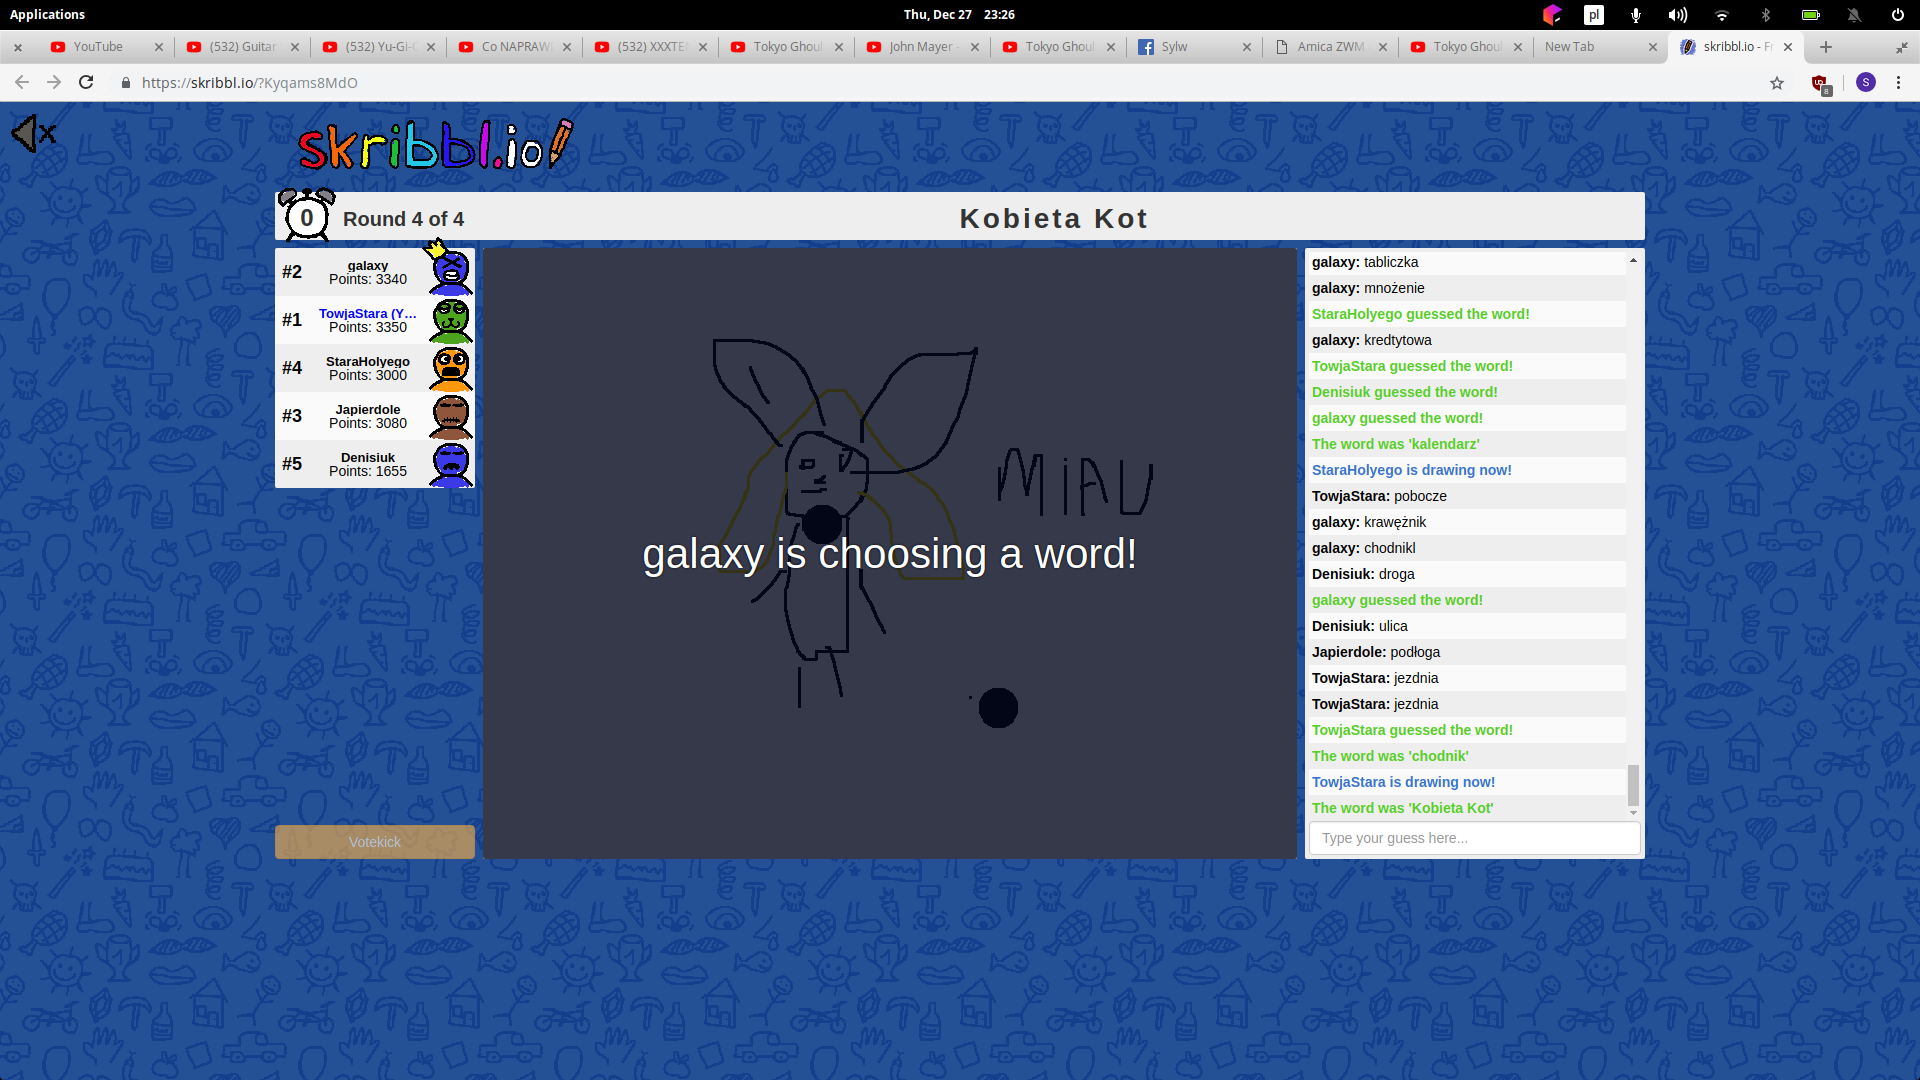 Applications
Thu, Dec 27 23:26
pl
YouTube
(532) Guitar
(532) Yu-Gi-
Co NAPRAW
(532) XXXTE
Tokyo Ghoul
John Mayer -
Tokyo Ghoul
Sylw
Amica ZWM
Tokyo Ghoul
New Tab
skribbl.io - Fr
https://skribbl.io/?Kyqams8MdO
8
S
skribbl.io
0
Round 4 of 4
Kobieta Kot
#2 galaxy
Points: 3340
#1 TowjaStara (Y...
Points: 3350
#4 StaraHolyego
Points: 3000
#3 Japierdole
Points: 3080
#5 Denisiuk
Points: 1655
Votekick
MIAU
galaxy is choosing a word!
galaxy: tabliczka
galaxy: mnożenie
StaraHolyego guessed the word!
galaxy: kredtytowa
TowjaStara guessed the word!
Denisiuk guessed the word!
galaxy guessed the word!
The word was 'kalendarz'
StaraHolyego is drawing now!
TowjaStara: pobocze
galaxy: krawężnik
galaxy: chodnikl
Denisiuk: droga
galaxy guessed the word!
Denisiuk: ulica
Japierdole: podłoga
TowjaStara: jezdnia
TowjaStara: jezdnia
TowjaStara guessed the word!
The word was 'chodnik'
TowjaStara is drawing now!
The word was 'Kobieta Kot'
Type your guess here...